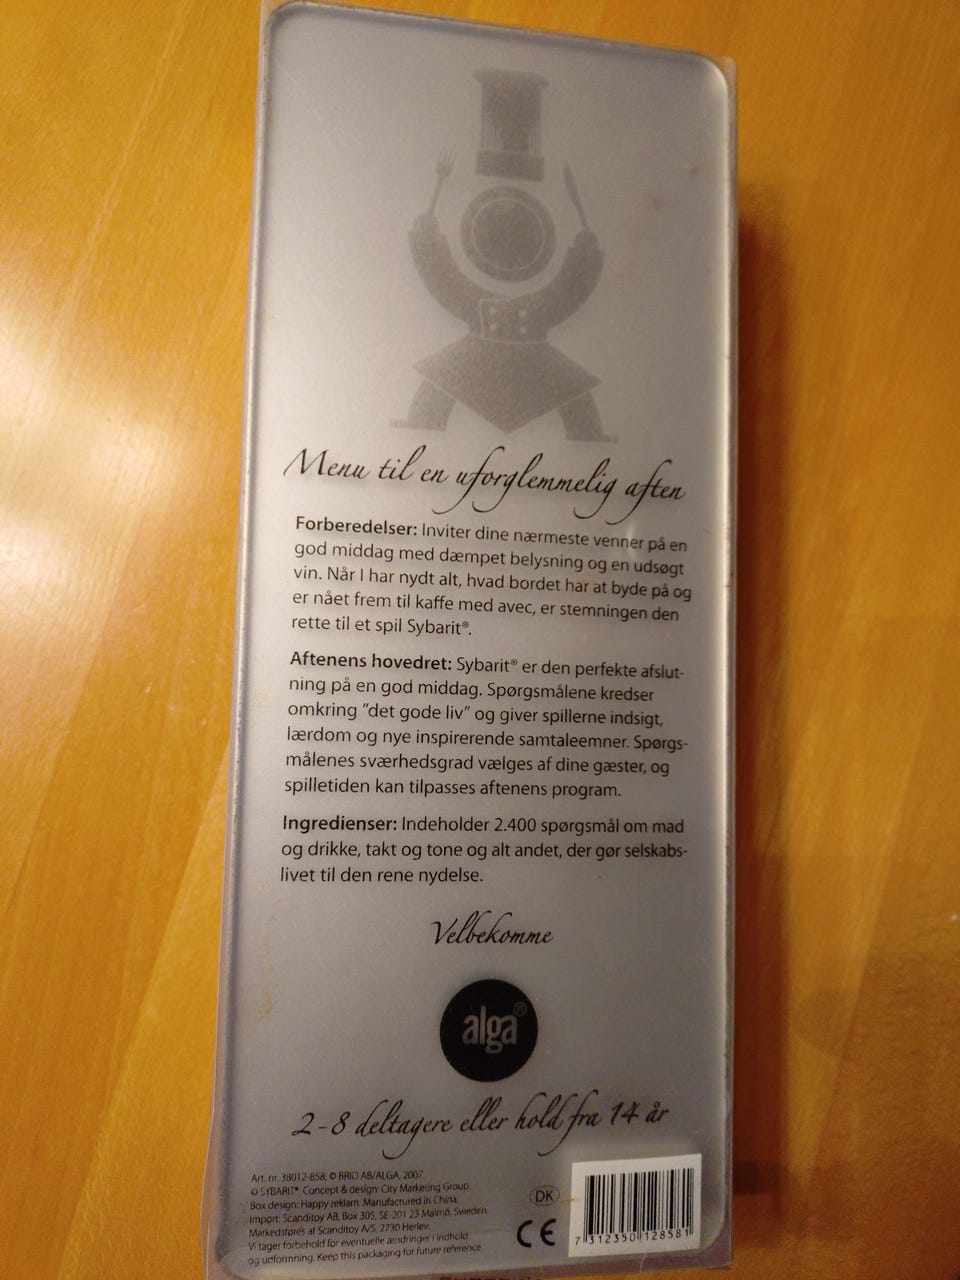 Menu til en uforglemmelig aften
Forberedelser: Inviter dine nærmeste venner på en
god middag med dæmpet belysning og en udsøgt
vin. Når I har nydt alt, hvad bordet har at byde på og
er nået frem til kaffe med avec, er stemningen den
rette til et spil Sybarit®.
Aftenens hovedret: Sybarit® er den perfekte afslut-
ning på en god middag. Spørgsmålene kredser
omkring ”det gode liv” og giver spillerne indsigt,
lærdom og nye inspirerende samtaleemner. Spørgs-
målenes sværhedsgrad vælges af dine gæster, og
spilletiden kan tilpasses aftenens program.
Ingredienser: Indeholder 2.400 spørgsmål om mad
og drikke, takt og tone og alt andet, der gør selskabs-
livet til den rene nydelse.
Velbekomme
alga®
2-8 deltagere eller hold fra 14 år
Art. nr. 38012-858, © BRIO AB/ALGA, 2007
© SYBARIT®. Concept & design: City Marketing Group.
Box design: Happy reklam. Manufactured in China.
Import: Scanditoy AB, Box 305, SE-201 23 Malmö, Sweden.
Markedsføres af Scanditoy A/S, 2730 Herlev.
Vi tager forbehold for eventuelle ændringer i indhold
og udformning. Keep this packaging for future reference
DK
CE
7 312350 128581